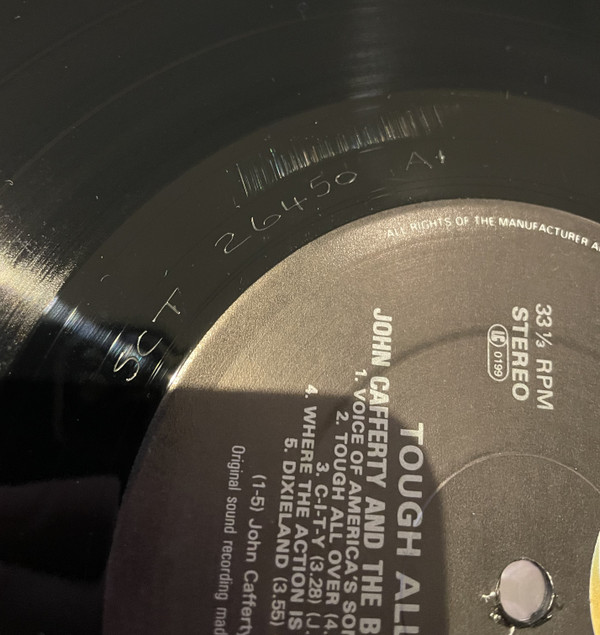 SCT 26450 A+
ALL RIGHTS OF THE MANUFACTURER
33 1/3 RPM
STEREO
LC 0199
TOUGH ALL
JOHN CAFFERTY AND THE B
1. VOICE OF AMERICA'S SO
2. TOUGH ALL OVER (4.
3. C-I-T-Y (3.28) (J.
4. WHERE THE ACTION IS
5. DIXIELAND (3.55)
(1-5) John Cafferty
Original sound recording mad